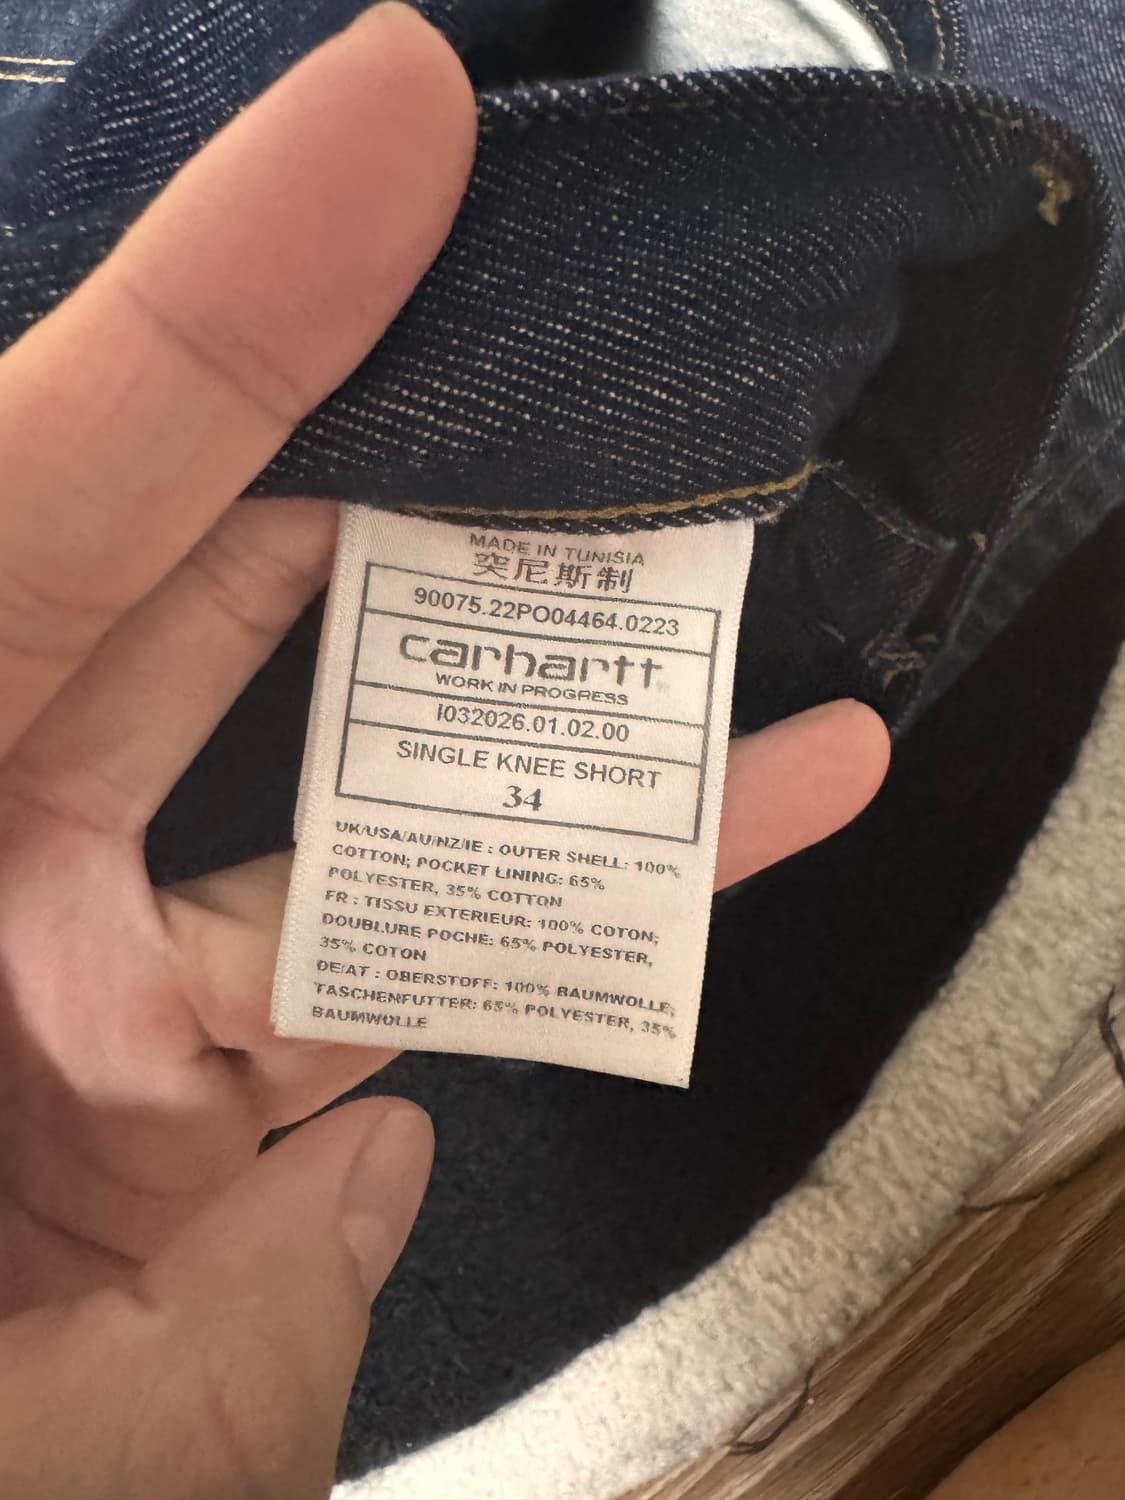 MADE IN TUNISIA
突尼斯制
90075.22PO04464.0223
carhartt
WORK IN PROGRESS
I032026.01.02.00
SINGLE KNEE SHORT
34
UK/USA/AU/NZ/IE : OUTER SHELL: 100%
COTTON; POCKET LINING: 65%
POLYESTER, 35% COTTON
FR : TISSU EXTERIEUR: 100% COTON;
DOUBLURE POCHE: 65% POLYESTER,
35% COTON
DE/AT : OBERSTOFF: 100% BAUMWOLLE;
TASCHENFUTTER: 65% POLYESTER, 35%
BAUMWOLLE